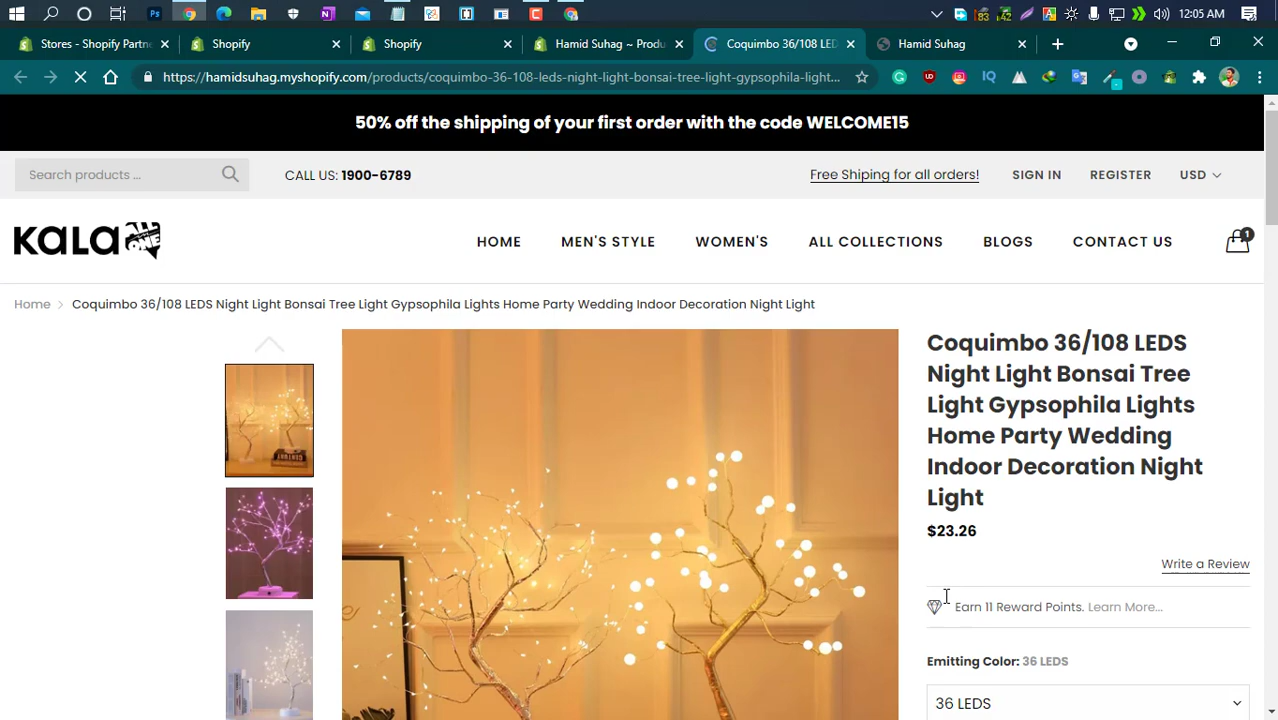 12:05 AM
Stores - Shopify Partne
Shopify
Shopify
Hamid Suhag ~ Produ
Coquimbo 36/108 LED
Hamid Suhag
https://hamidsuhag.myshopify.com/products/coquimbo-36-108-leds-night-light-bonsai-tree-light-gypsophila-light...
50% off the shipping of your first order with the code WELCOME15
Search products ...
CALL US: 1900-6789
Free Shiping for all orders!
SIGN IN
REGISTER
USD
KALA ALL ONE
HOME
MEN'S STYLE
WOMEN'S
ALL COLLECTIONS
BLOGS
CONTACT US
1
Home > Coquimbo 36/108 LEDS Night Light Bonsai Tree Light Gypsophila Lights Home Party Wedding Indoor Decoration Night Light
Coquimbo 36/108 LEDS
Night Light Bonsai Tree
Light Gypsophila Lights
Home Party Wedding
Indoor Decoration Night
Light
$23.26
Write a Review
Earn 11 Reward Points. Learn More...
Emitting Color: 36 LEDS
36 LEDS